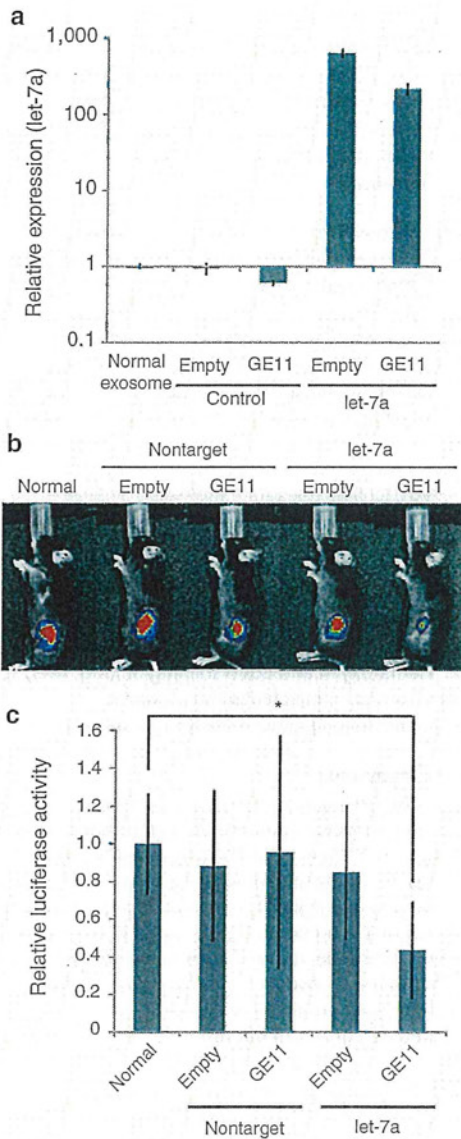 a
Relative expression (let-7a)
1,000
100
10
1
0.1
Normal
exosome
Empty
GE11
Empty
GE11
Control
let-7a
b
Nontarget
let-7a
Normal
Empty
GE11
Empty
GE11
c
*
Relative luciferase activity
1.6
1.4
1.2
1.0
0.8
0.6
0.4
0.2
0
Normal
Empty
GE11
Empty
GE11
Nontarget
let-7a